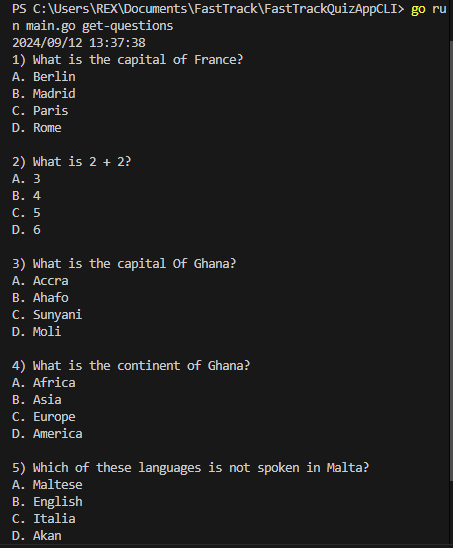 PS C:\Users\REX\Documents\FastTrack\FastTrackQuizAppCLI> go ru
n main.go get-questions
2024/09/12 13:37:38
1) What is the capital of France?
A. Berlin
B. Madrid
C. Paris
D. Rome
2) What is 2 + 2?
A. 3
B. 4
C. 5
D. 6
3) What is the capital Of Ghana?
A. Accra
B. Ahafo
C. Sunyani
D. Moli
4) What is the continent of Ghana?
A. Africa
B. Asia
C. Europe
D. America
5) Which of these languages is not spoken in Malta?
A. Maltese
B. English
C. Italia
D. Akan